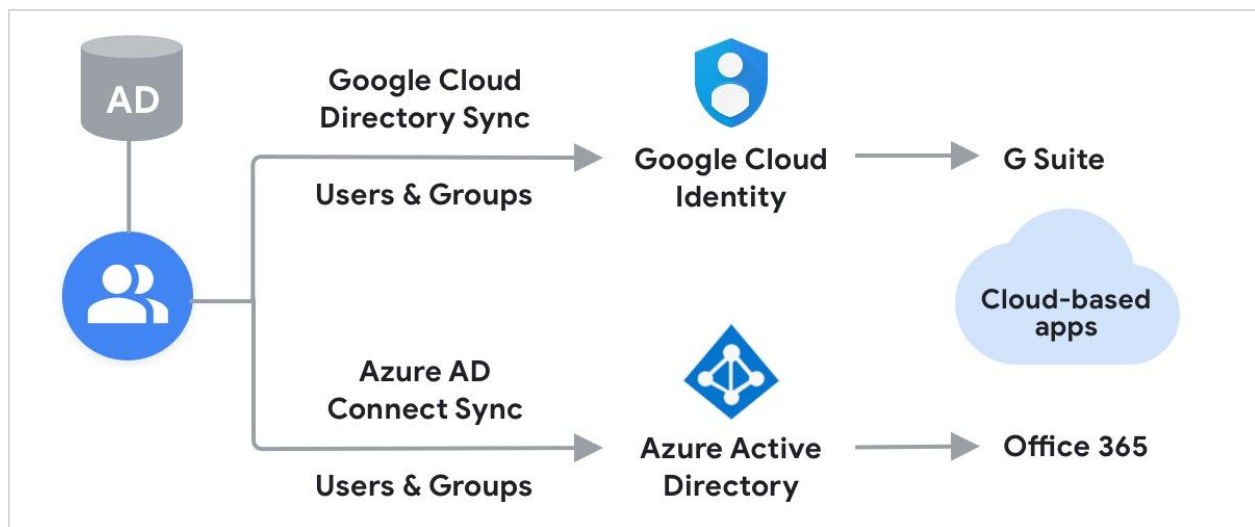 AD
Google Cloud
Directory Sync
Users & Groups
Google Cloud
Identity
G Suite
Cloud-based
apps
Azure AD
Connect Sync
Users & Groups
Azure Active
Directory
Office 365